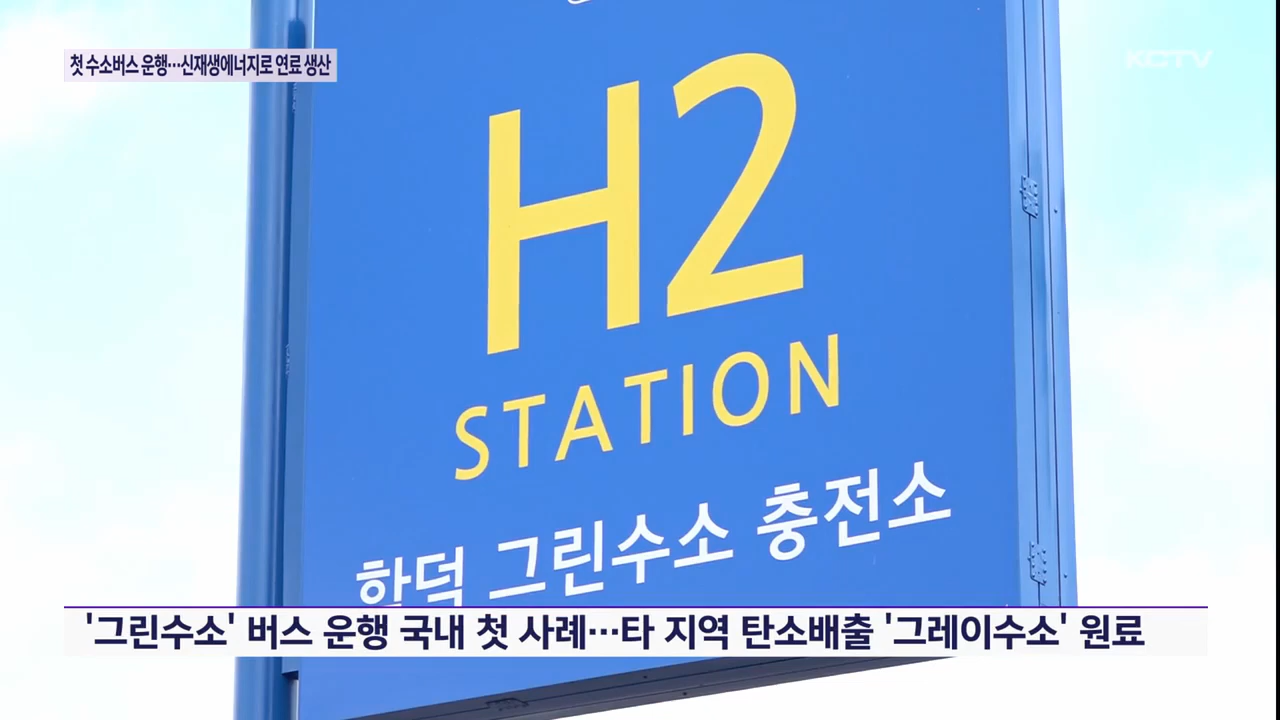 첫 수소버스 운행…신재생에너지로 연료 생산
KCTV
H2
STATION
함덕 그린수소 충전소
'그린수소' 버스 운행 국내 첫 사례…타 지역 탄소배출 '그레이수소' 원료